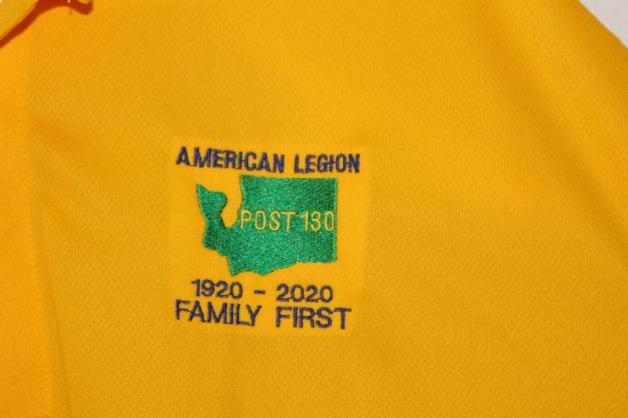 AMERICAN LEGION
POST 130
1920 - 2020
FAMILY FIRST